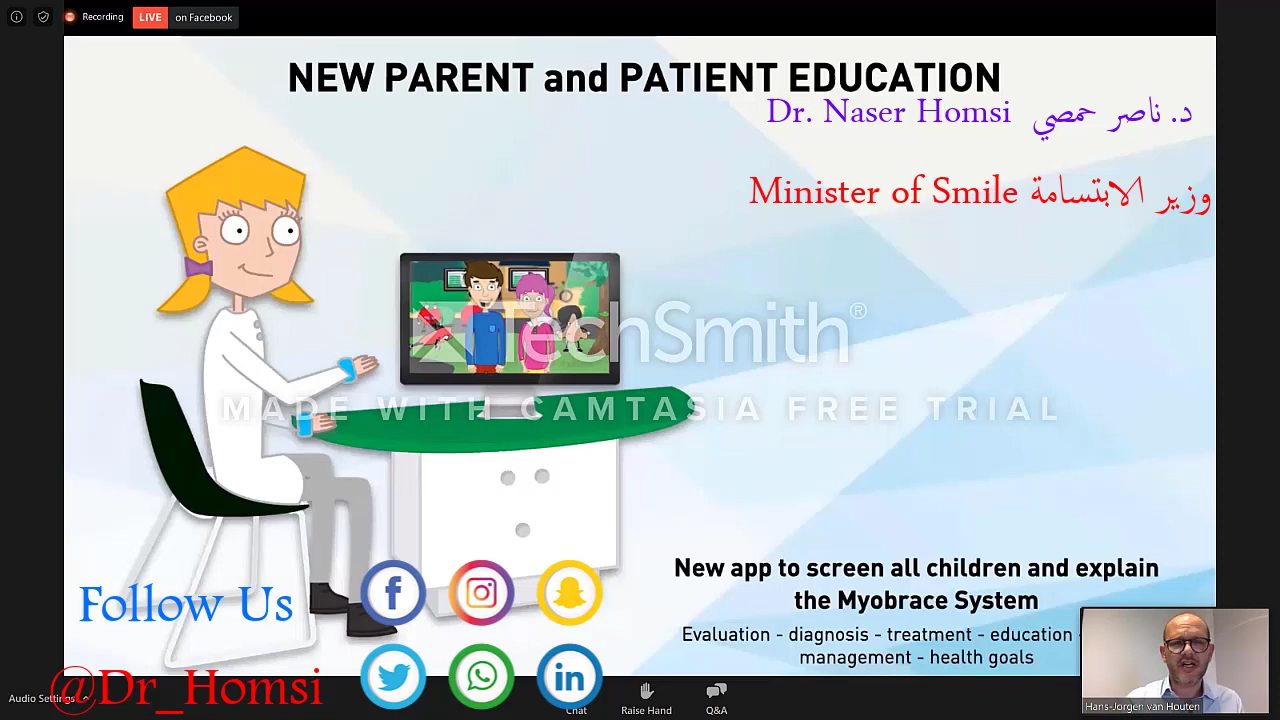 Recording LIVE on Facebook
NEW PARENT and PATIENT EDUCATION
Dr. Naser Homsi د. ناصر حمصي
Minister of Smile وزير الابتسامة
TechSmith®
MADE WITH CAMTASIA FREE TRIAL
New app to screen all children and explain
the Myobrace System
Evaluation - diagnosis - treatment - education -
management - health goals
Follow Us
@Dr_Homsi
Audio Settings
Chat
Raise Hand
Q&A
Hans-Jorgen van Houten